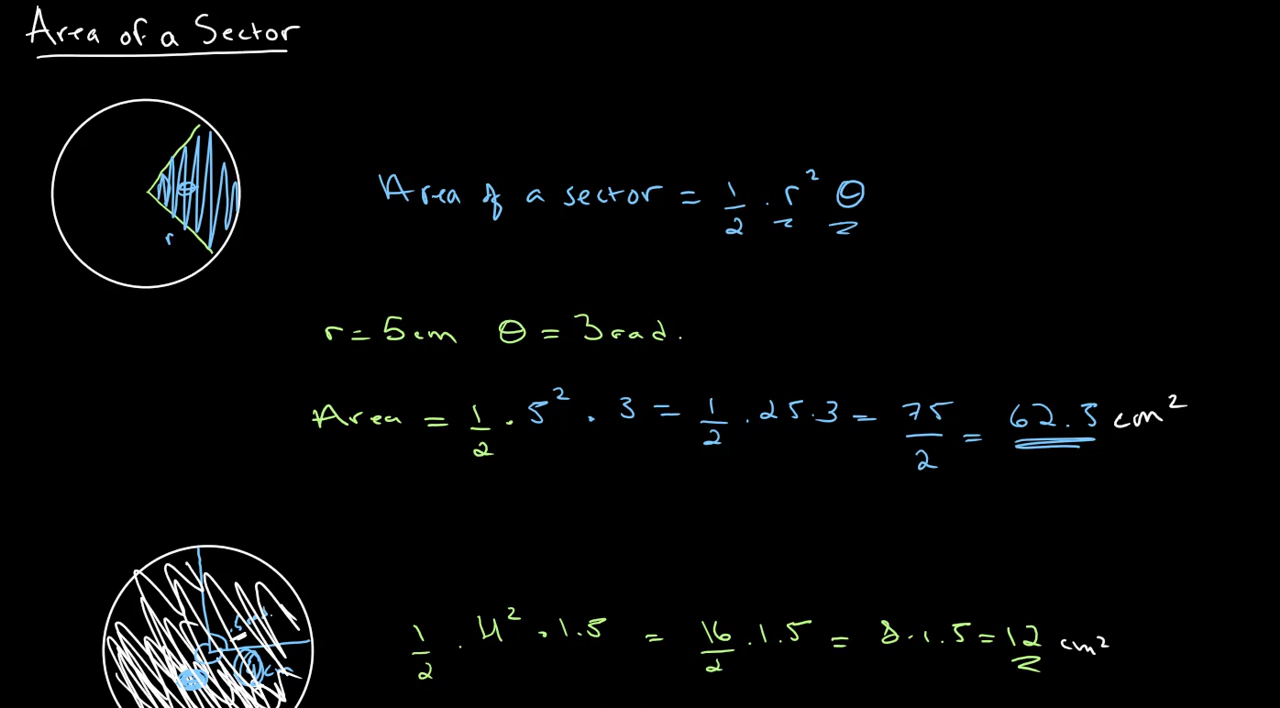 Area of a Sector
θ
r
Area of a sector = 1/2 · r² θ
r = 5cm θ = 3rad.
Area = 1/2 · 5² · 3 = 1/2 · 25.3 = 75/2 = 62.5 cm²
1/2 · 4² · 1.5 = 16/2 · 1.5 = 8·1.5 = 12 cm²